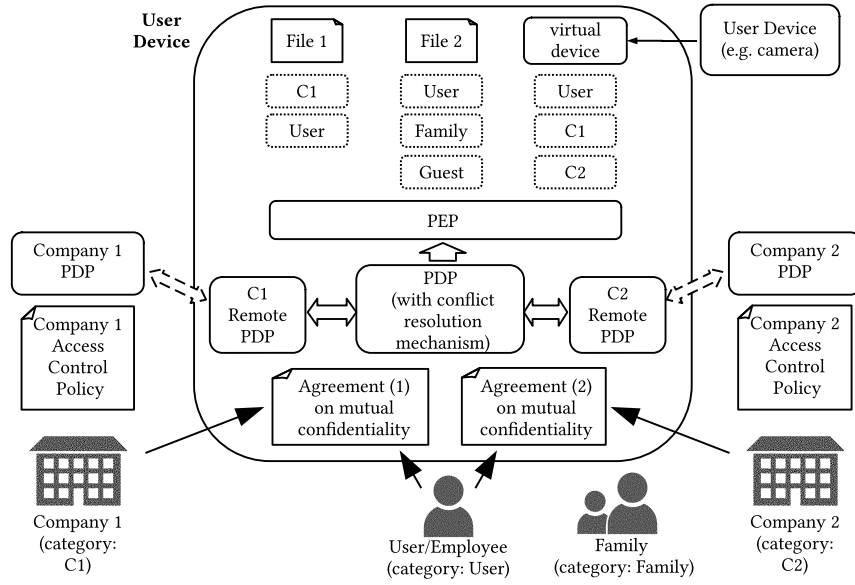 User
Device
File 1
File 2
virtual
device
User Device
(e.g. camera)
C1
User
User
User
Family
C1
Guest
C2
PEP
Company 1
PDP
Company 2
PDP
C1
Remote
PDP
PDP
(with conflict
resolution
mechanism)
C2
Remote
PDP
Company 1
Access
Control
Policy
Company 2
Access
Control
Policy
Agreement (1)
on mutual
confidentiality
Agreement (2)
on mutual
confidentiality
Company 1
(category:
C1)
User/Employee
(category: User)
Family
(category: Family)
Company 2
(category:
C2)